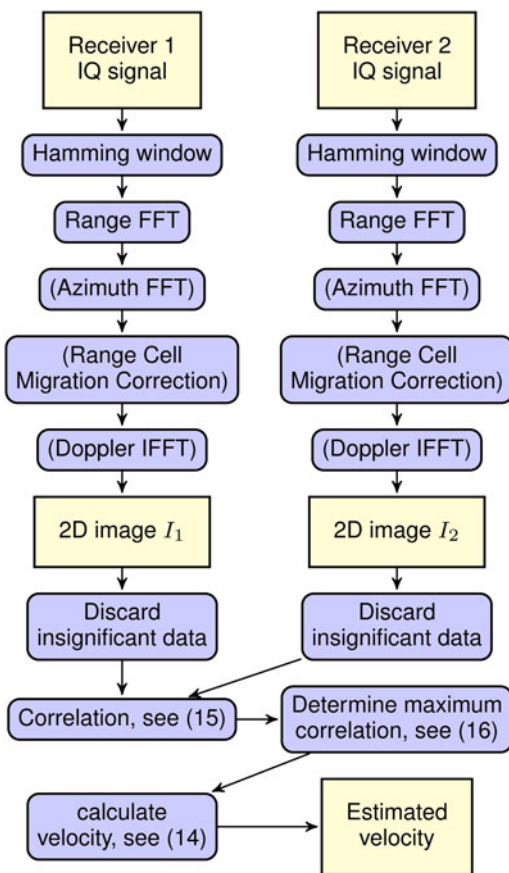 Receiver 1
IQ signal
Receiver 2
IQ signal
Hamming window
Hamming window
Range FFT
Range FFT
(Azimuth FFT)
(Azimuth FFT)
(Range Cell
Migration Correction)
(Range Cell
Migration Correction)
(Doppler IFFT)
(Doppler IFFT)
2D image I₁
2D image I₂
Discard
insignificant data
Discard
insignificant data
Correlation, see (15)
Determine maximum
correlation, see (16)
calculate
velocity, see (14)
Estimated
velocity